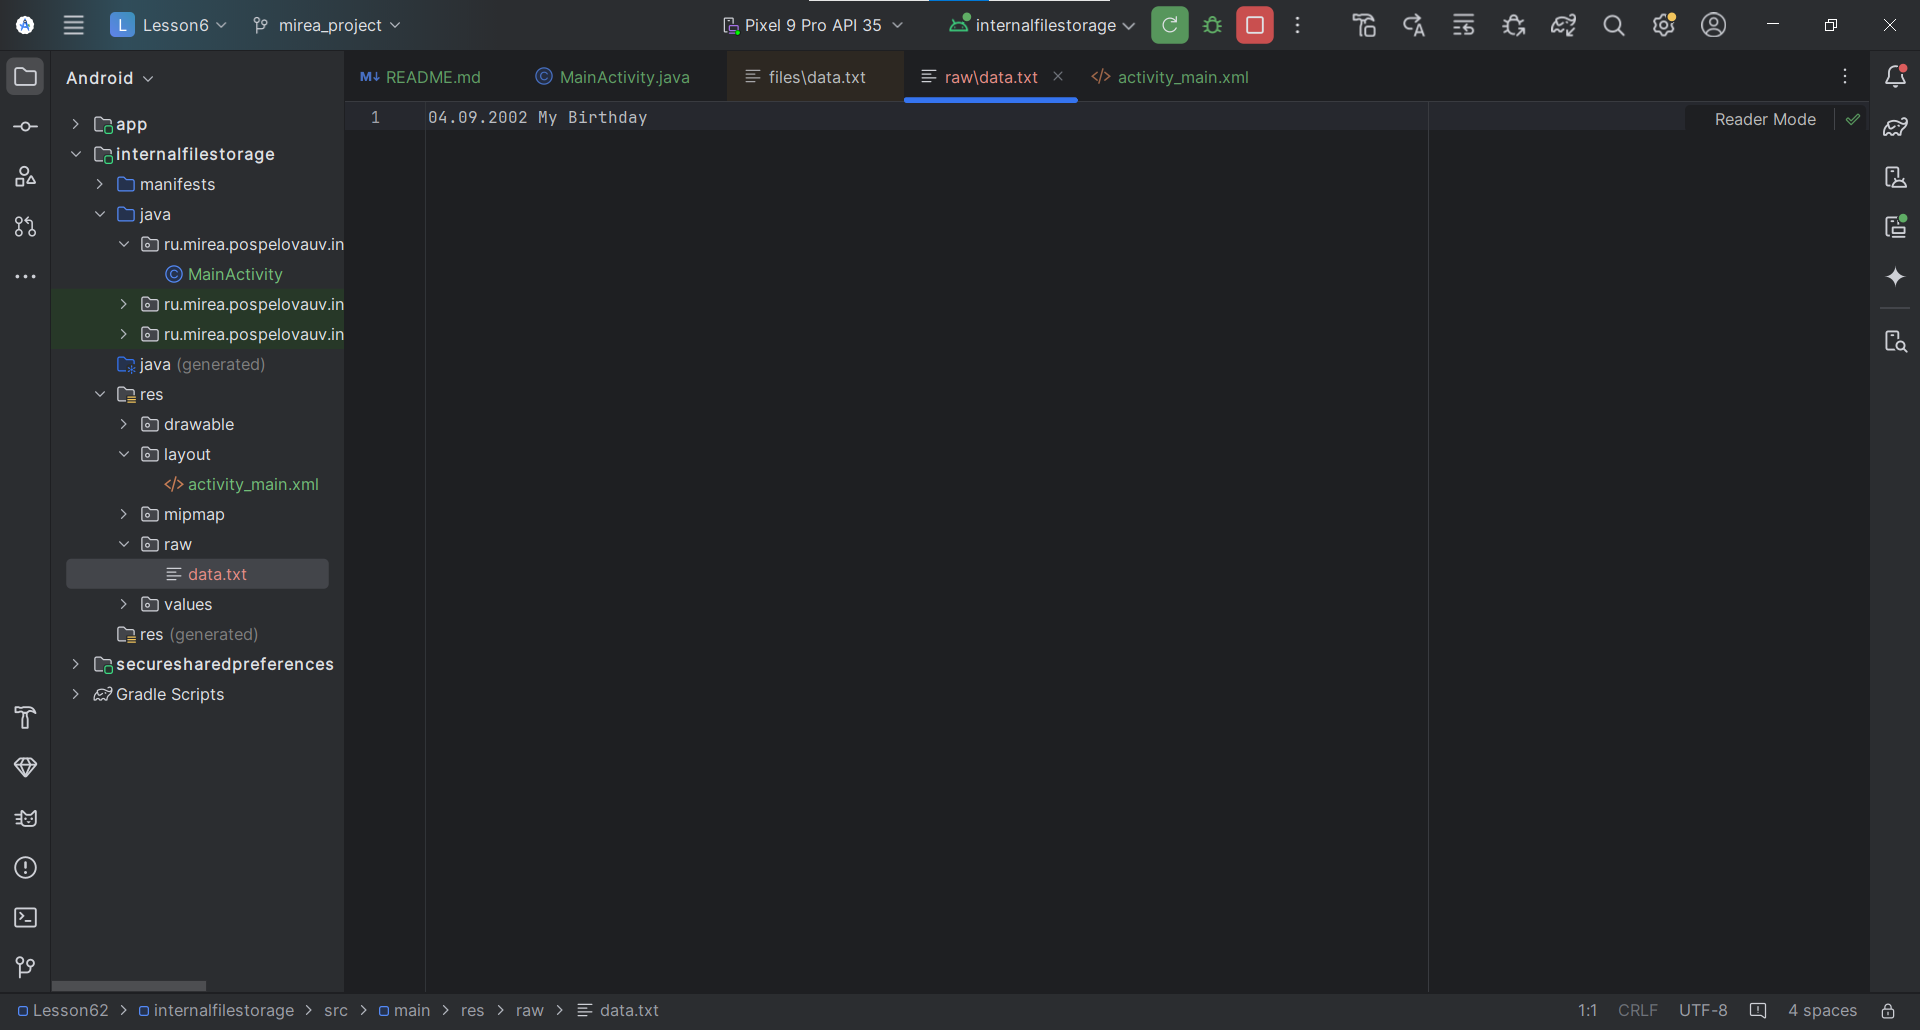 L Lesson6 mirea_project Pixel 9 Pro API 35 internalfilestorage
Android
README.md MainActivity.java files\data.txt raw\data.txt activity_main.xml
1 04.09.2002 My Birthday
Reader Mode
app
internalfilestorage
manifests
java
ru.mirea.pospelovauv.in
MainActivity
ru.mirea.pospelovauv.in
ru.mirea.pospelovauv.in
java (generated)
res
drawable
layout
activity_main.xml
mipmap
raw
data.txt
values
res (generated)
securesharedpreferences
Gradle Scripts
Lesson62 > internalfilestorage > src > main > res > raw > data.txt
1:1 CRLF UTF-8 4 spaces